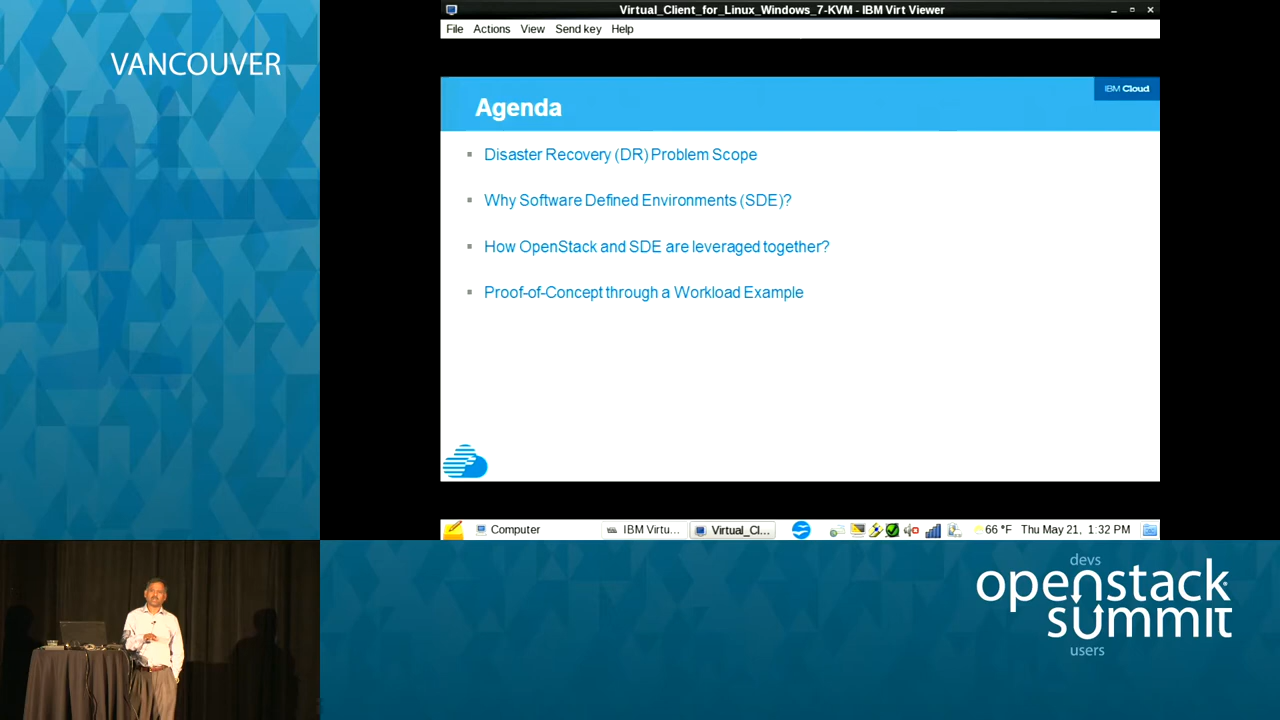 VANCOUVER
Virtual_Client_for_Linux_Windows_7-KVM - IBM Virt Viewer
File Actions View Send key Help
IBM Cloud
Agenda
▪ Disaster Recovery (DR) Problem Scope
▪ Why Software Defined Environments (SDE)?
▪ How OpenStack and SDE are leveraged together?
▪ Proof-of-Concept through a Workload Example
Computer IBM Virtu... Virtual_Cl... 66 °F Thu May 21, 1:32 PM
devs
openstack
summit
users